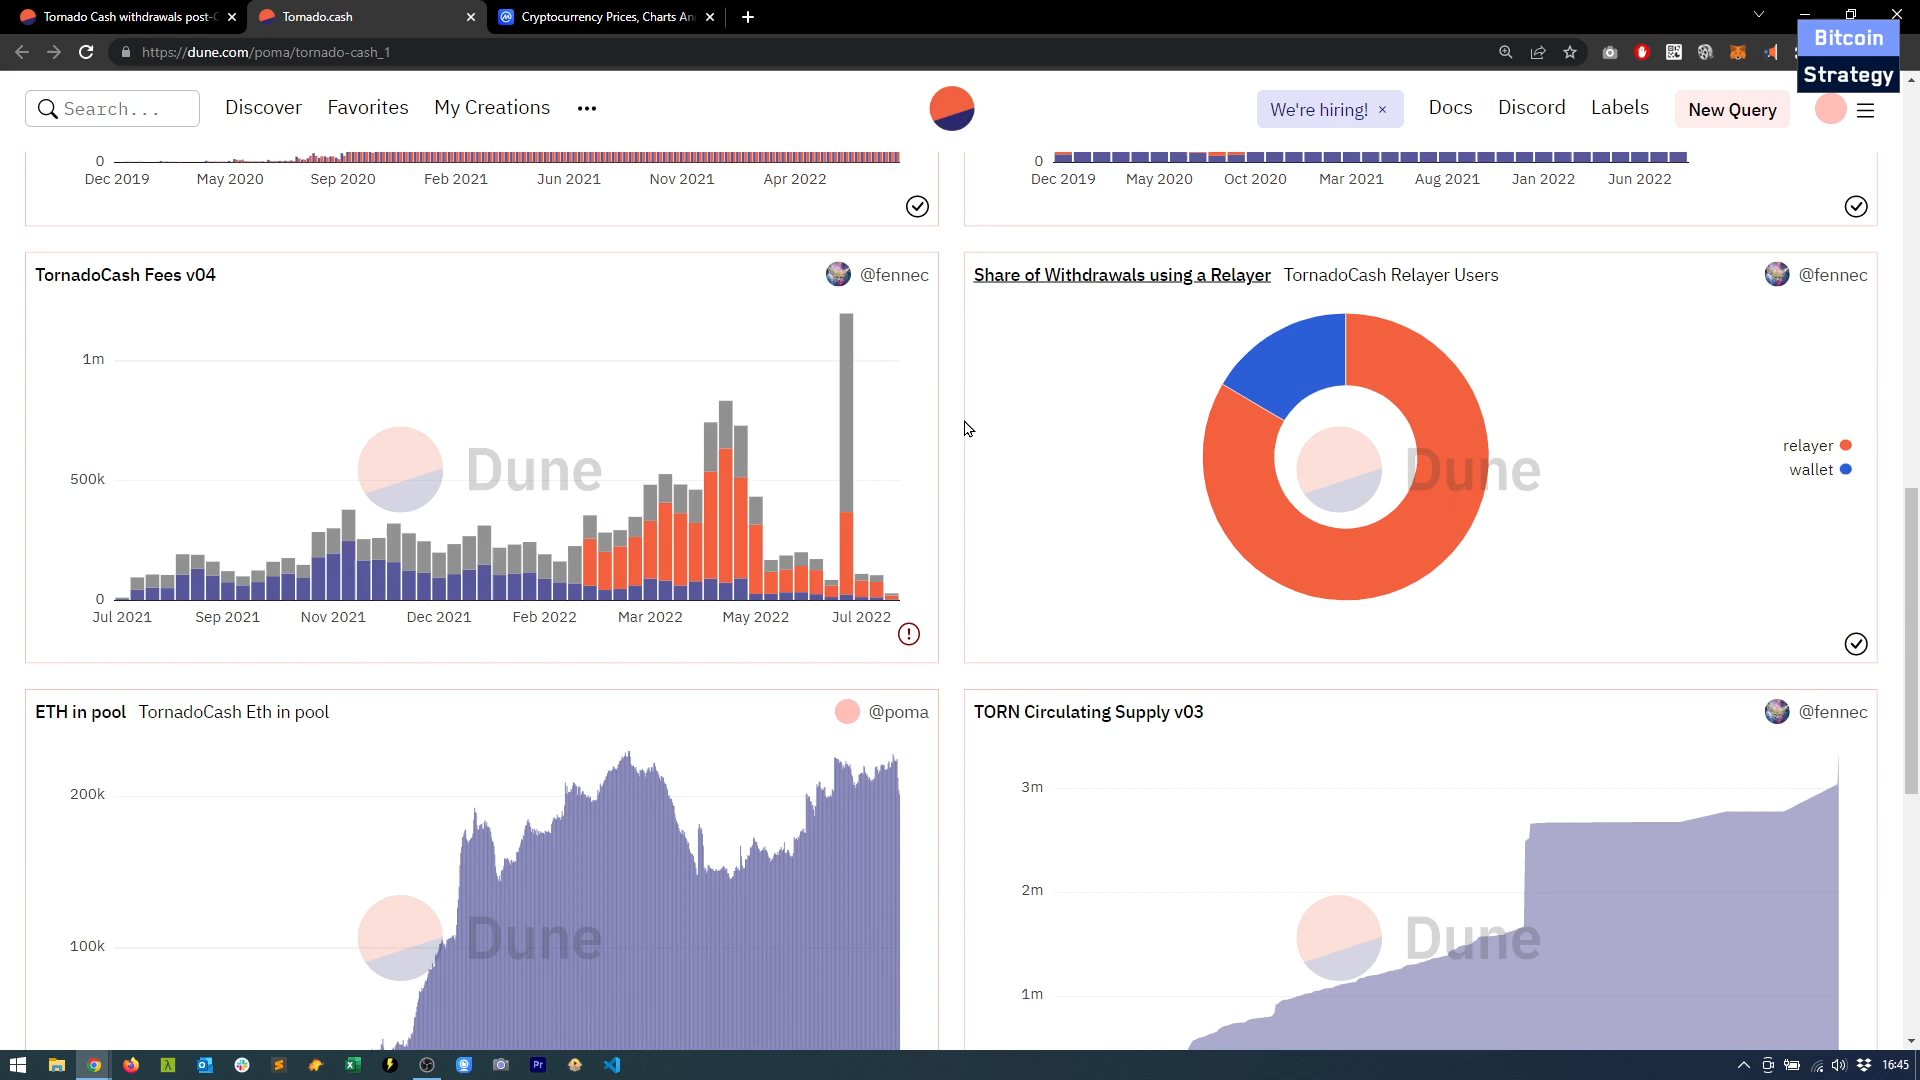 Tornado Cash withdrawals post-
Tornado.cash
Cryptocurrency Prices, Charts An
https://dune.com/poma/tornado-cash_1
Bitcoin
Strategy
Search...
Discover
Favorites
My Creations
We're hiring! ×
Docs
Discord
Labels
New Query
0
Dec 2019
May 2020
Sep 2020
Feb 2021
Jun 2021
Nov 2021
Apr 2022
0
Dec 2019
May 2020
Oct 2020
Mar 2021
Aug 2021
Jan 2022
Jun 2022
TornadoCash Fees v04
@fennec
1m
500k
0
Dune
Jul 2021
Sep 2021
Nov 2021
Dec 2021
Feb 2022
Mar 2022
May 2022
Jul 2022
Share of Withdrawals using a Relayer TornadoCash Relayer Users
@fennec
Dune
relayer
wallet
ETH in pool TornadoCash Eth in pool
@poma
200k
100k
Dune
TORN Circulating Supply v03
@fennec
3m
2m
1m
Dune
Pr
16:45